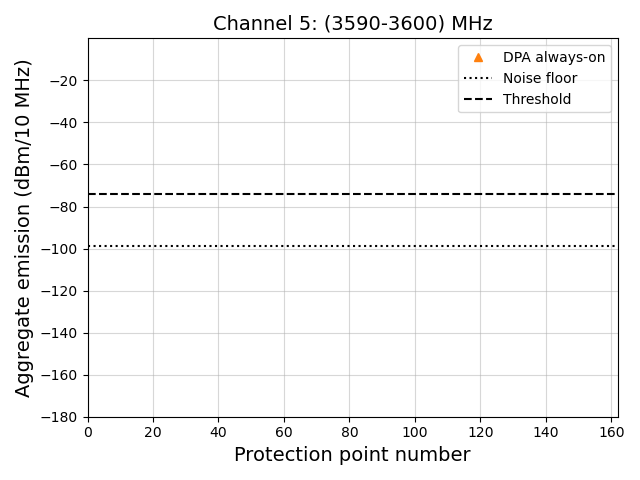 Channel 5: (3590-3600) MHz
DPA always-on
Noise floor
Threshold
Aggregate emission (dBm/10 MHz)
−20
−40
−60
−80
−100
−120
−140
−160
−180
0 20 40 60 80 100 120 140 160
Protection point number